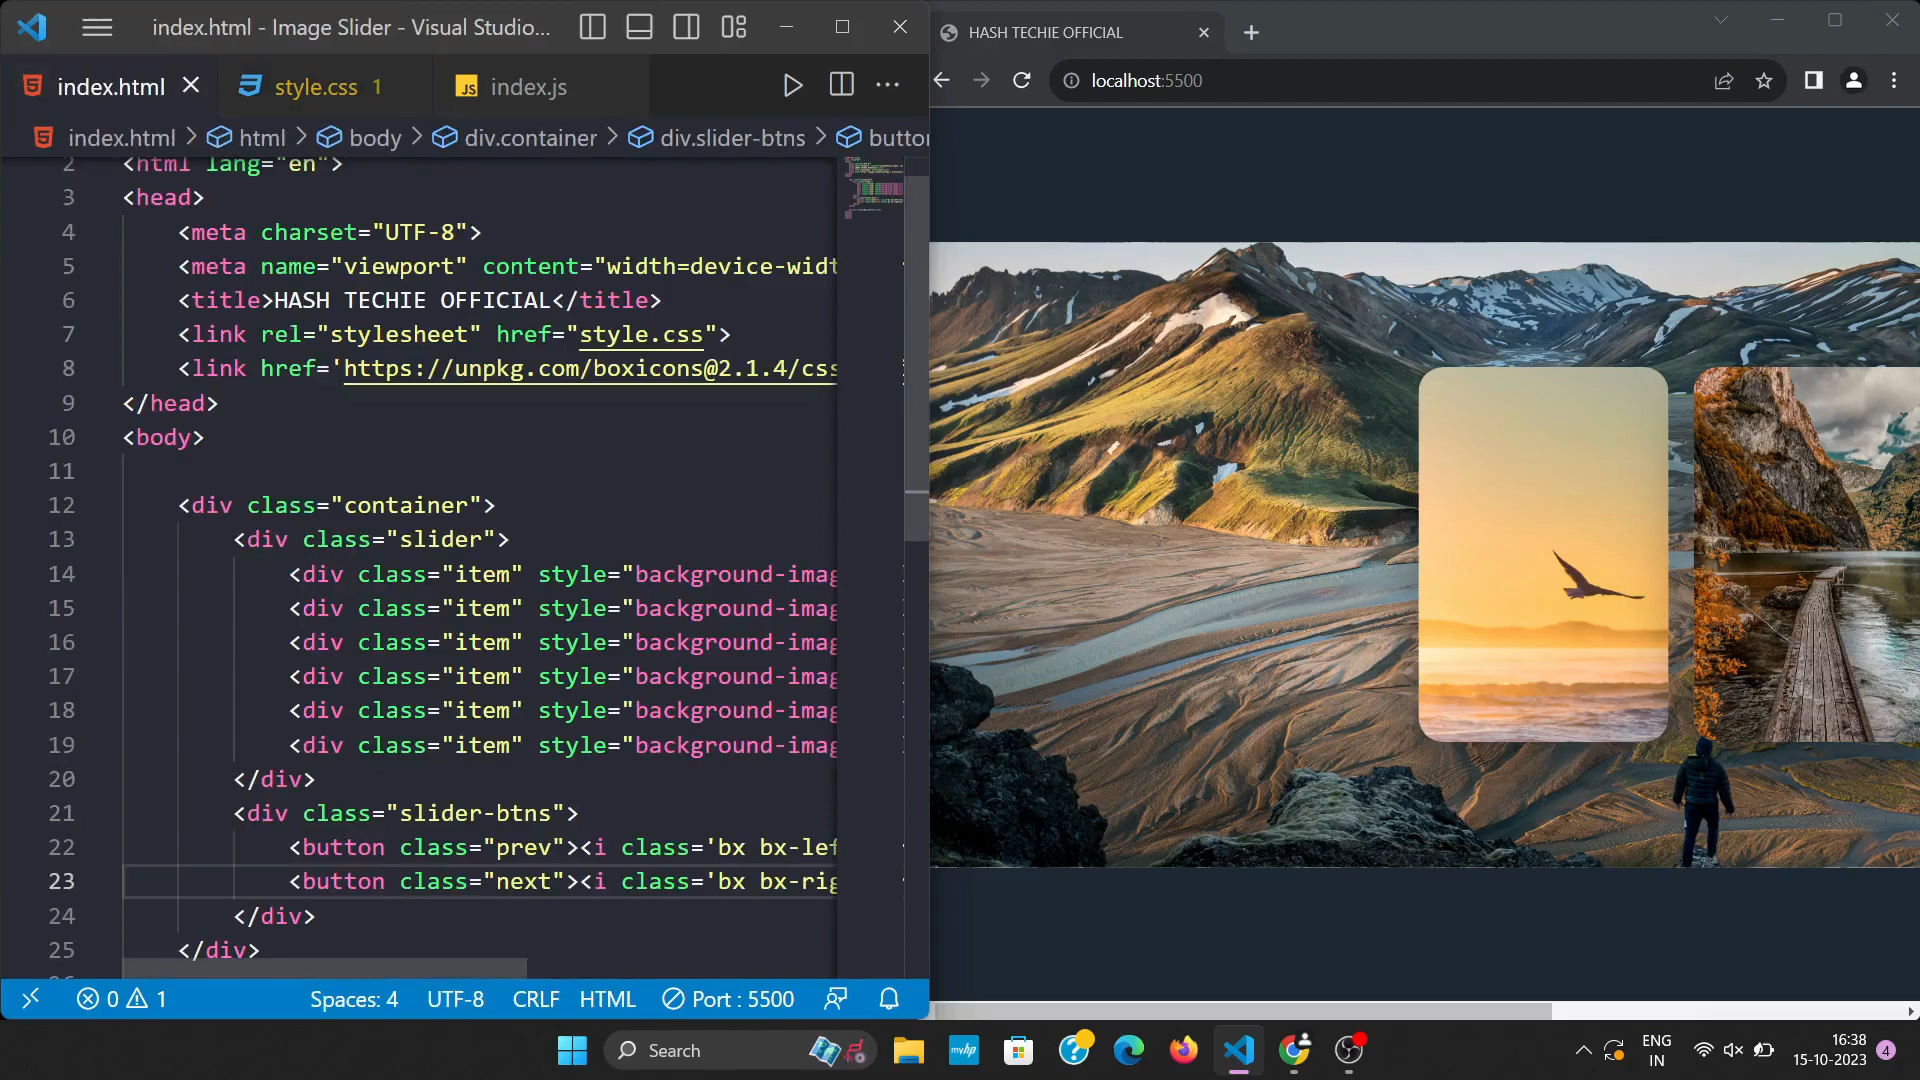 index.html - Image Slider - Visual Studio...
index.html
style.css 1
JS index.js
index.html > html > body > div.container > div.slider-btns >
2 <html lang="en">
3 <head>
4 <meta charset="UTF-8">
5 <meta name="viewport" content="width=device-widt
6 <title>HASH TECHIE OFFICIAL</title>
7 <link rel="stylesheet" href="style.css">
8 <link href='https://unpkg.com/boxicons@2.1.4/css
9 </head>
10 <body>
11
12 <div class="container">
13 <div class="slider">
14 <div class="item" style="background-imag
15 <div class="item" style="background-imag
16 <div class="item" style="background-imag
17 <div class="item" style="background-imag
18 <div class="item" style="background-imag
19 <div class="item" style="background-imag
20 </div>
21 <div class="slider-btns">
22 <button class="prev"><i class='bx bx-lef
23 <button class="next"><i class='bx bx-rig
24 </div>
25 </div>
0 1 Spaces: 4 UTF-8 CRLF HTML Port : 5500
HASH TECHIE OFFICIAL
localhost:5500
Search
myhp
ENG
IN
16:38
15-10-2023
4